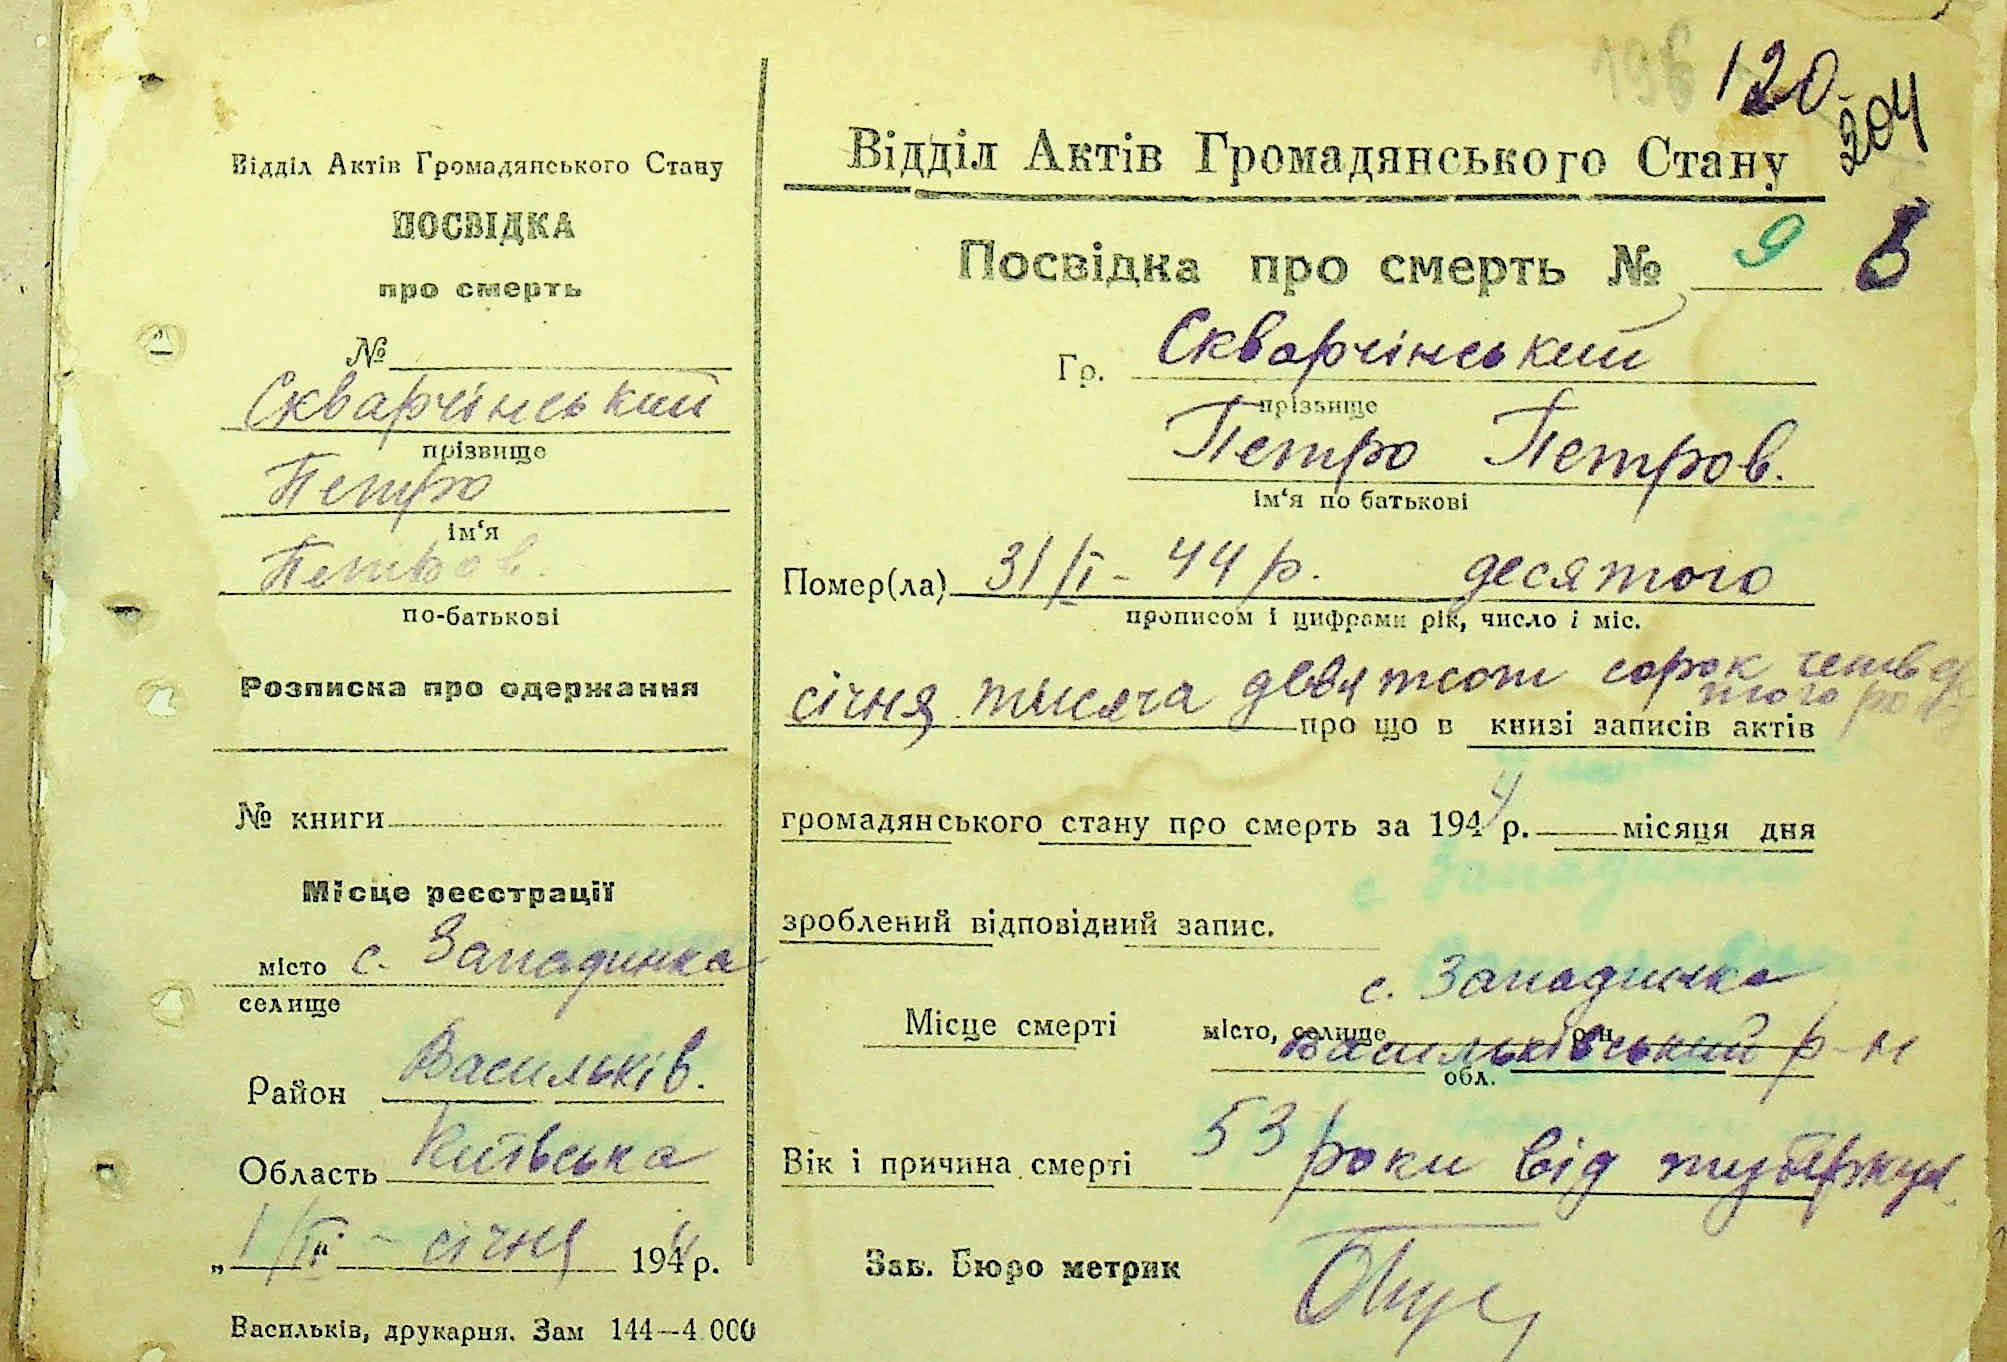 120
204
Відділ Актів Громадянського Стану
ПОСВІДКА
про смерть
№
Скварчінський
прізвище
Петро
ім‘я
Петров.
по-батькові
Розписка про одержання
№ книги
Місце реєстрації
місто с. Западинка
селище
Район Васильків.
Область Київська
„1/II“ - січня 1944 р.
Васильків, друкарня. Зам 144—4.000
Відділ Актів Громадянського Стану
Посвідка про смерть № 9
Гр. Скварчінський
прізвище
Петро Петров.
ім‘я по батькові
Помер(ла) 31/I - 44 р. десятого
прописом і цифрами рік, число і міс.
січня тисяча девятсот сорок четвер
того року
про що в книзі записів актів
громадянського стану про смерть за 1944 р. місяця дня
зроблений відповідний запис.
с. Западинка
Місце смерті місто, селище рн.
Васильківський р-н
обл.
Вік і причина смерті 53 роки від туберкул.
Зав. Бюро метрик